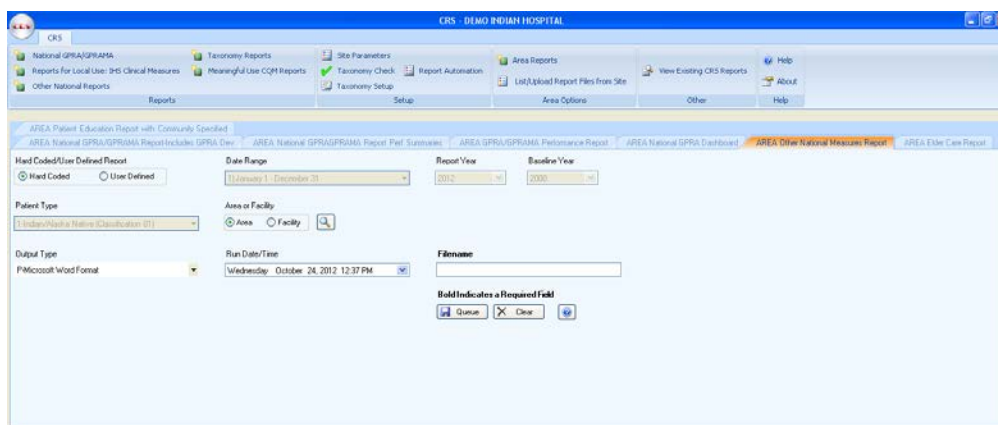 CRS - DEMO INDIAN HOSPITAL
CRS
National GPRA/GPRAMA
Reports for Local Use: IHS Clinical Measures
Other National Reports
Taxonomy Reports
Meaningful Use CQM Reports
Reports
Site Parameters
Taxonomy Check
Report Automation
Taxonomy Setup
Setup
Area Reports
List/Upload Report Files from Site
Area Options
View Existing CRS Reports
Other
Help
About
Help
AREA Patient Education Report with Community Specified
AREA National GPRA/GPRAMA Report-Includes GPRA Dev
AREA National GPRA/GPRAMA Report Perf Summaries
AREA GPRA/GPRAMA Performance Report
AREA National GPRA Dashboard
AREA Other National Measures Report
AREA Elder Care Report
Hard Coded/User Defined Report
Hard Coded
User Defined
Date Range
1:January 1 - December 31
Report Year
2012
Baseline Year
2000
Patient Type
1:Indian/Alaska Native (Classification 01)
Area or Facility
Area
Facility
Output Type
P:Microsoft Word Format
Run Date/Time
Wednesday October 24, 2012 12:37 PM
Filename
Bold Indicates a Required Field
Queue
Clear